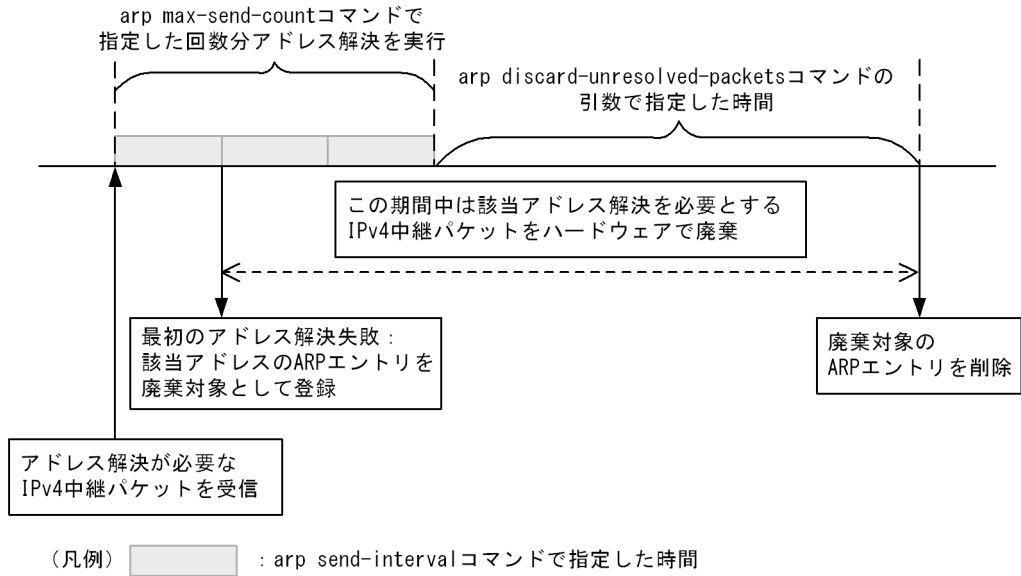 arp max-send-countコマンドで
指定した回数分アドレス解決を実行
arp discard-unresolved-packetsコマンドの
引数で指定した時間
この期間中は該当アドレス解決を必要とする
IPv4中継パケットをハードウェアで廃棄
最初のアドレス解決失敗：
該当アドレスのARPエントリを
廃棄対象として登録
廃棄対象の
ARPエントリを削除
アドレス解決が必要な
IPv4中継パケットを受信
（凡例）　：arp send-intervalコマンドで指定した時間